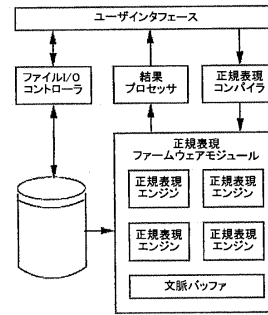 ユーザインタフェース
ファイルI/O
コントローラ
結果
プロセッサ
正規表現
コンパイラ
正規表現
ファームウェアモジュール
正規表現
エンジン
正規表現
エンジン
正規表現
エンジン
正規表現
エンジン
文脈バッファ